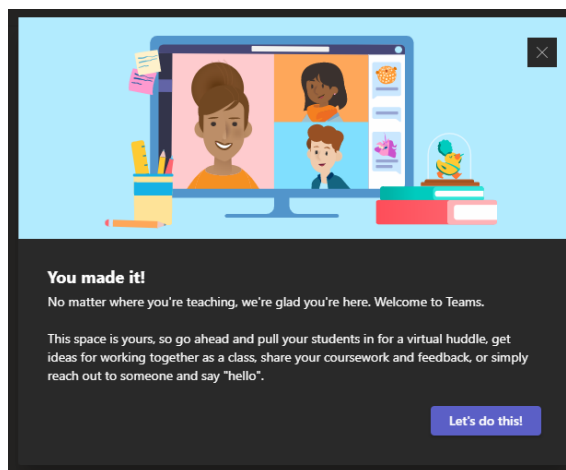 You made it!
No matter where you're teaching, we're glad you're here. Welcome to Teams.
This space is yours, so go ahead and pull your students in for a virtual huddle, get
ideas for working together as a class, share your coursework and feedback, or simply
reach out to someone and say "hello".
Let's do this!